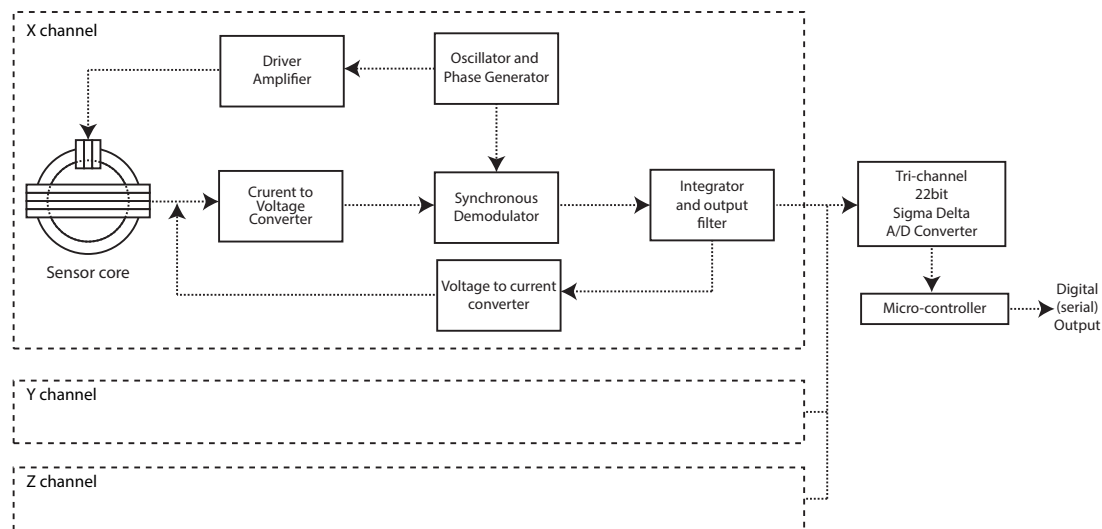 X channel
Driver
Amplifier
Oscillator and
Phase Generator
Sensor core
Crurent to
Voltage
Converter
Synchronous
Demodulator
Integrator
and output
filter
Voltage to current
converter
Tri-channel
22bit
Sigma Delta
A/D Converter
Micro-controller
Digital
(serial)
Output
Y channel
Z channel